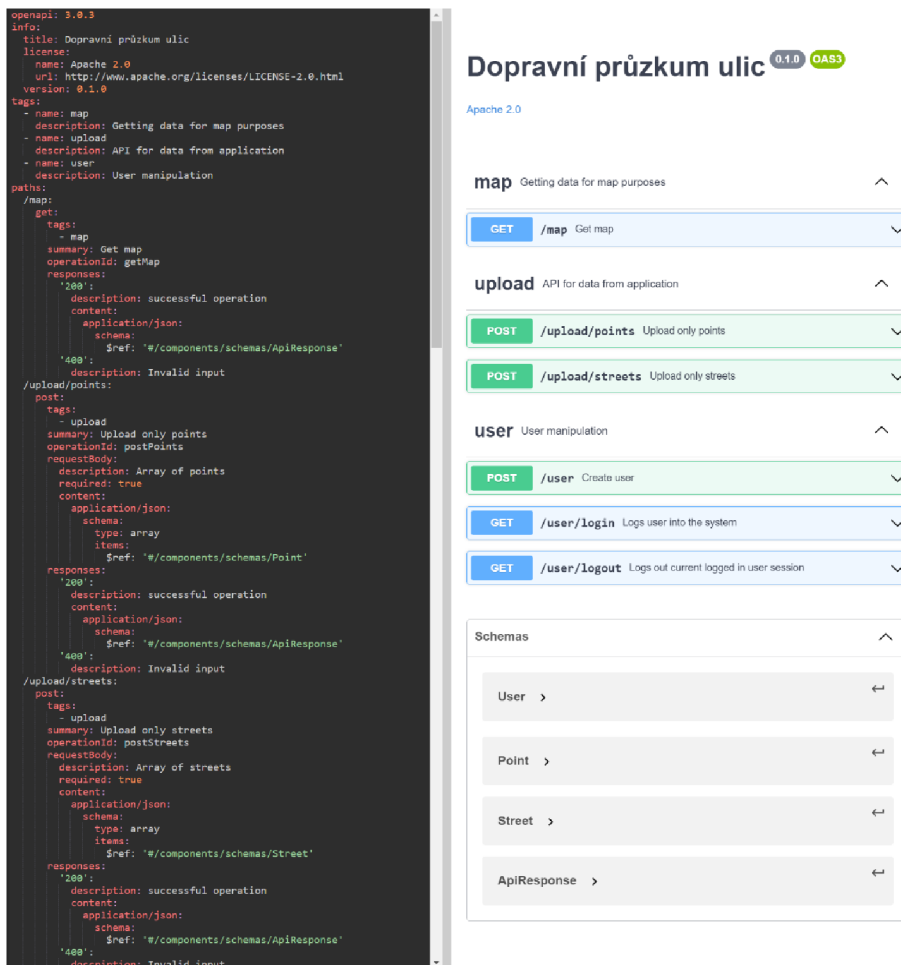 openapi: 3.0.3
info:
  title: Dopravní průzkum ulic
  license:
    name: Apache 2.0
    url: http://www.apache.org/licenses/LICENSE-2.0.html
  version: 0.1.0
tags:
  - name: map
    description: Getting data for map purposes
  - name: upload
    description: API for data from application
  - name: user
    description: User manipulation
paths:
  /map:
    get:
      tags:
        - map
      summary: Get map
      operationId: getMap
      responses:
        '200':
          description: successful operation
          content:
            application/json:
              schema:
                $ref: '#/components/schemas/ApiResponse'
        '400':
          description: Invalid input
  /upload/points:
    post:
      tags:
        - upload
      summary: Upload only points
      operationId: postPoints
      requestBody:
        description: Array of points
        required: true
        content:
          application/json:
            schema:
              type: array
              items:
                $ref: '#/components/schemas/Point'
      responses:
        '200':
          description: successful operation
          content:
            application/json:
              schema:
                $ref: '#/components/schemas/ApiResponse'
        '400':
          description: Invalid input
  /upload/streets:
    post:
      tags:
        - upload
      summary: Upload only streets
      operationId: postStreets
      requestBody:
        description: Array of streets
        required: true
        content:
          application/json:
            schema:
              type: array
              items:
                $ref: '#/components/schemas/Street'
      responses:
        '200':
          description: successful operation
          content:
            application/json:
              schema:
                $ref: '#/components/schemas/ApiResponse'
        '400':
          description: Invalid input
Dopravní průzkum ulic 0.1.0 OAS3
Apache 2.0
map Getting data for map purposes
GET /map Get map
upload API for data from application
POST /upload/points Upload only points
POST /upload/streets Upload only streets
user User manipulation
POST /user Create user
GET /user/login Logs user into the system
GET /user/logout Logs out current logged in user session
Schemas
User
Point
Street
ApiResponse